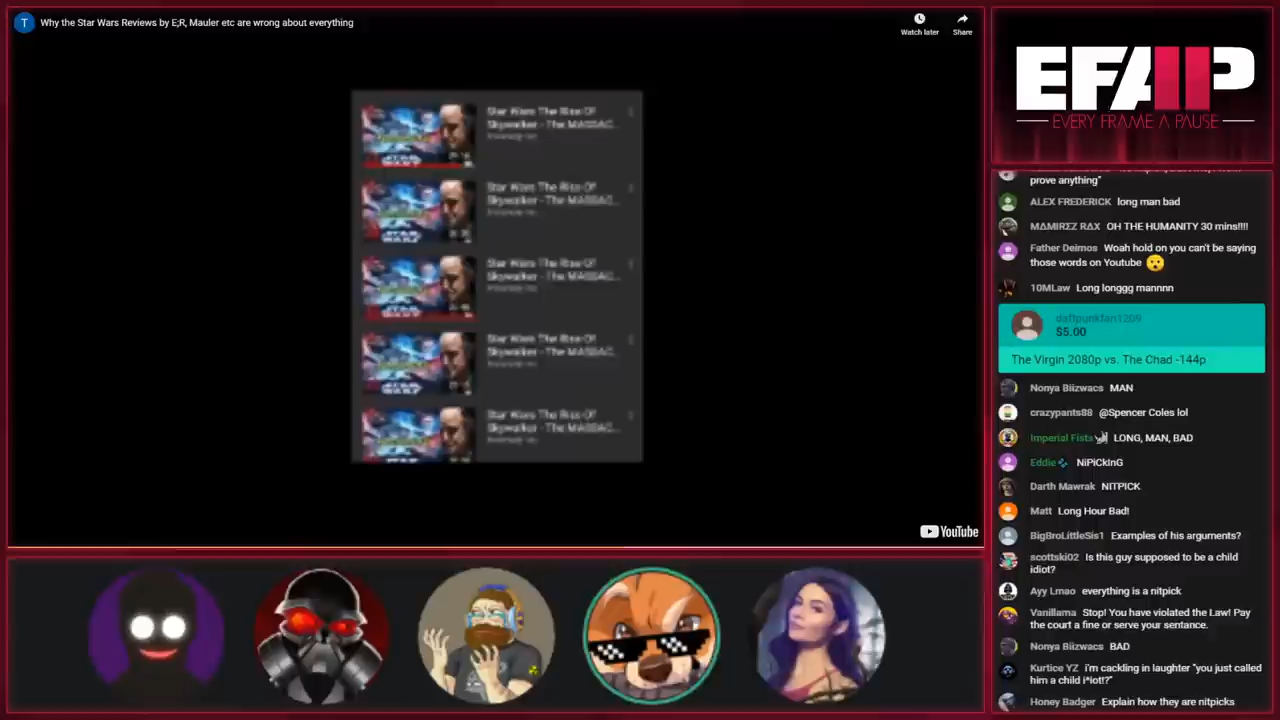 T
Why the Star Wars Reviews by E;R, Mauler etc are wrong about everything
Watch later
Share
Star Wars The Rise Of
Skywalker - The MASSAC...
Star Wars The Rise Of
Skywalker - The MASSAC...
Star Wars The Rise Of
Skywalker - The MASSAC...
Star Wars The Rise Of
Skywalker - The MASSAC...
Star Wars The Rise Of
Skywalker - The MASSAC...
YouTube
EFAP
EVERY FRAME A PAUSE
prove anything"
ALEX FREDERICK long man bad
MΔMIRΣZ RΔX OH THE HUMANITY 30 mins!!!!
Father Deimos Woah hold on you can't be saying
those words on Youtube 😮
10MLaw Long longgg mannnn
daftpunkfan1209
$5.00
The Virgin 2080p vs. The Chad -144p
Nonya Biizwacs MAN
crazypants88 @Spencer Coles lol
Imperial Fists LONG, MAN, BAD
Eddie NiPiCkInG
Darth Mawrak NITPICK
Matt Long Hour Bad!
BigBroLittleSis1 Examples of his arguments?
scottski02 Is this guy supposed to be a child
idiot?
Ayy Lmao everything is a nitpick
Vanillama Stop! You have violated the Law! Pay
the court a fine or serve your sentence.
Nonya Biizwacs BAD
Kurtice YZ i'm cackling in laughter "you just called
him a child i*lot!?"
Honey Badger Explain how they are nitpicks